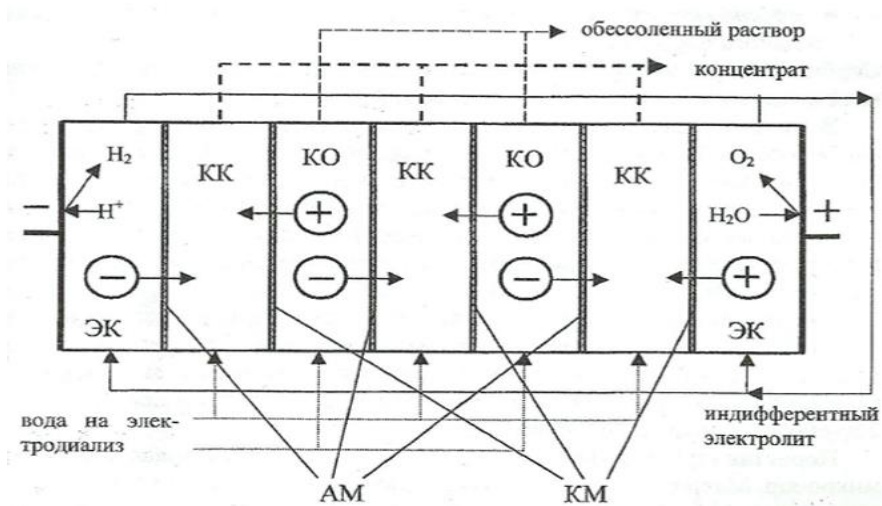 обессоленный раствор
концентрат
H₂ КК КО КК КО КК O₂
− H⁺ + + H₂O +
− − − +
ЭК ЭК
вода на элек-
тродиализ
индифферентный
электролит
АМ КМ